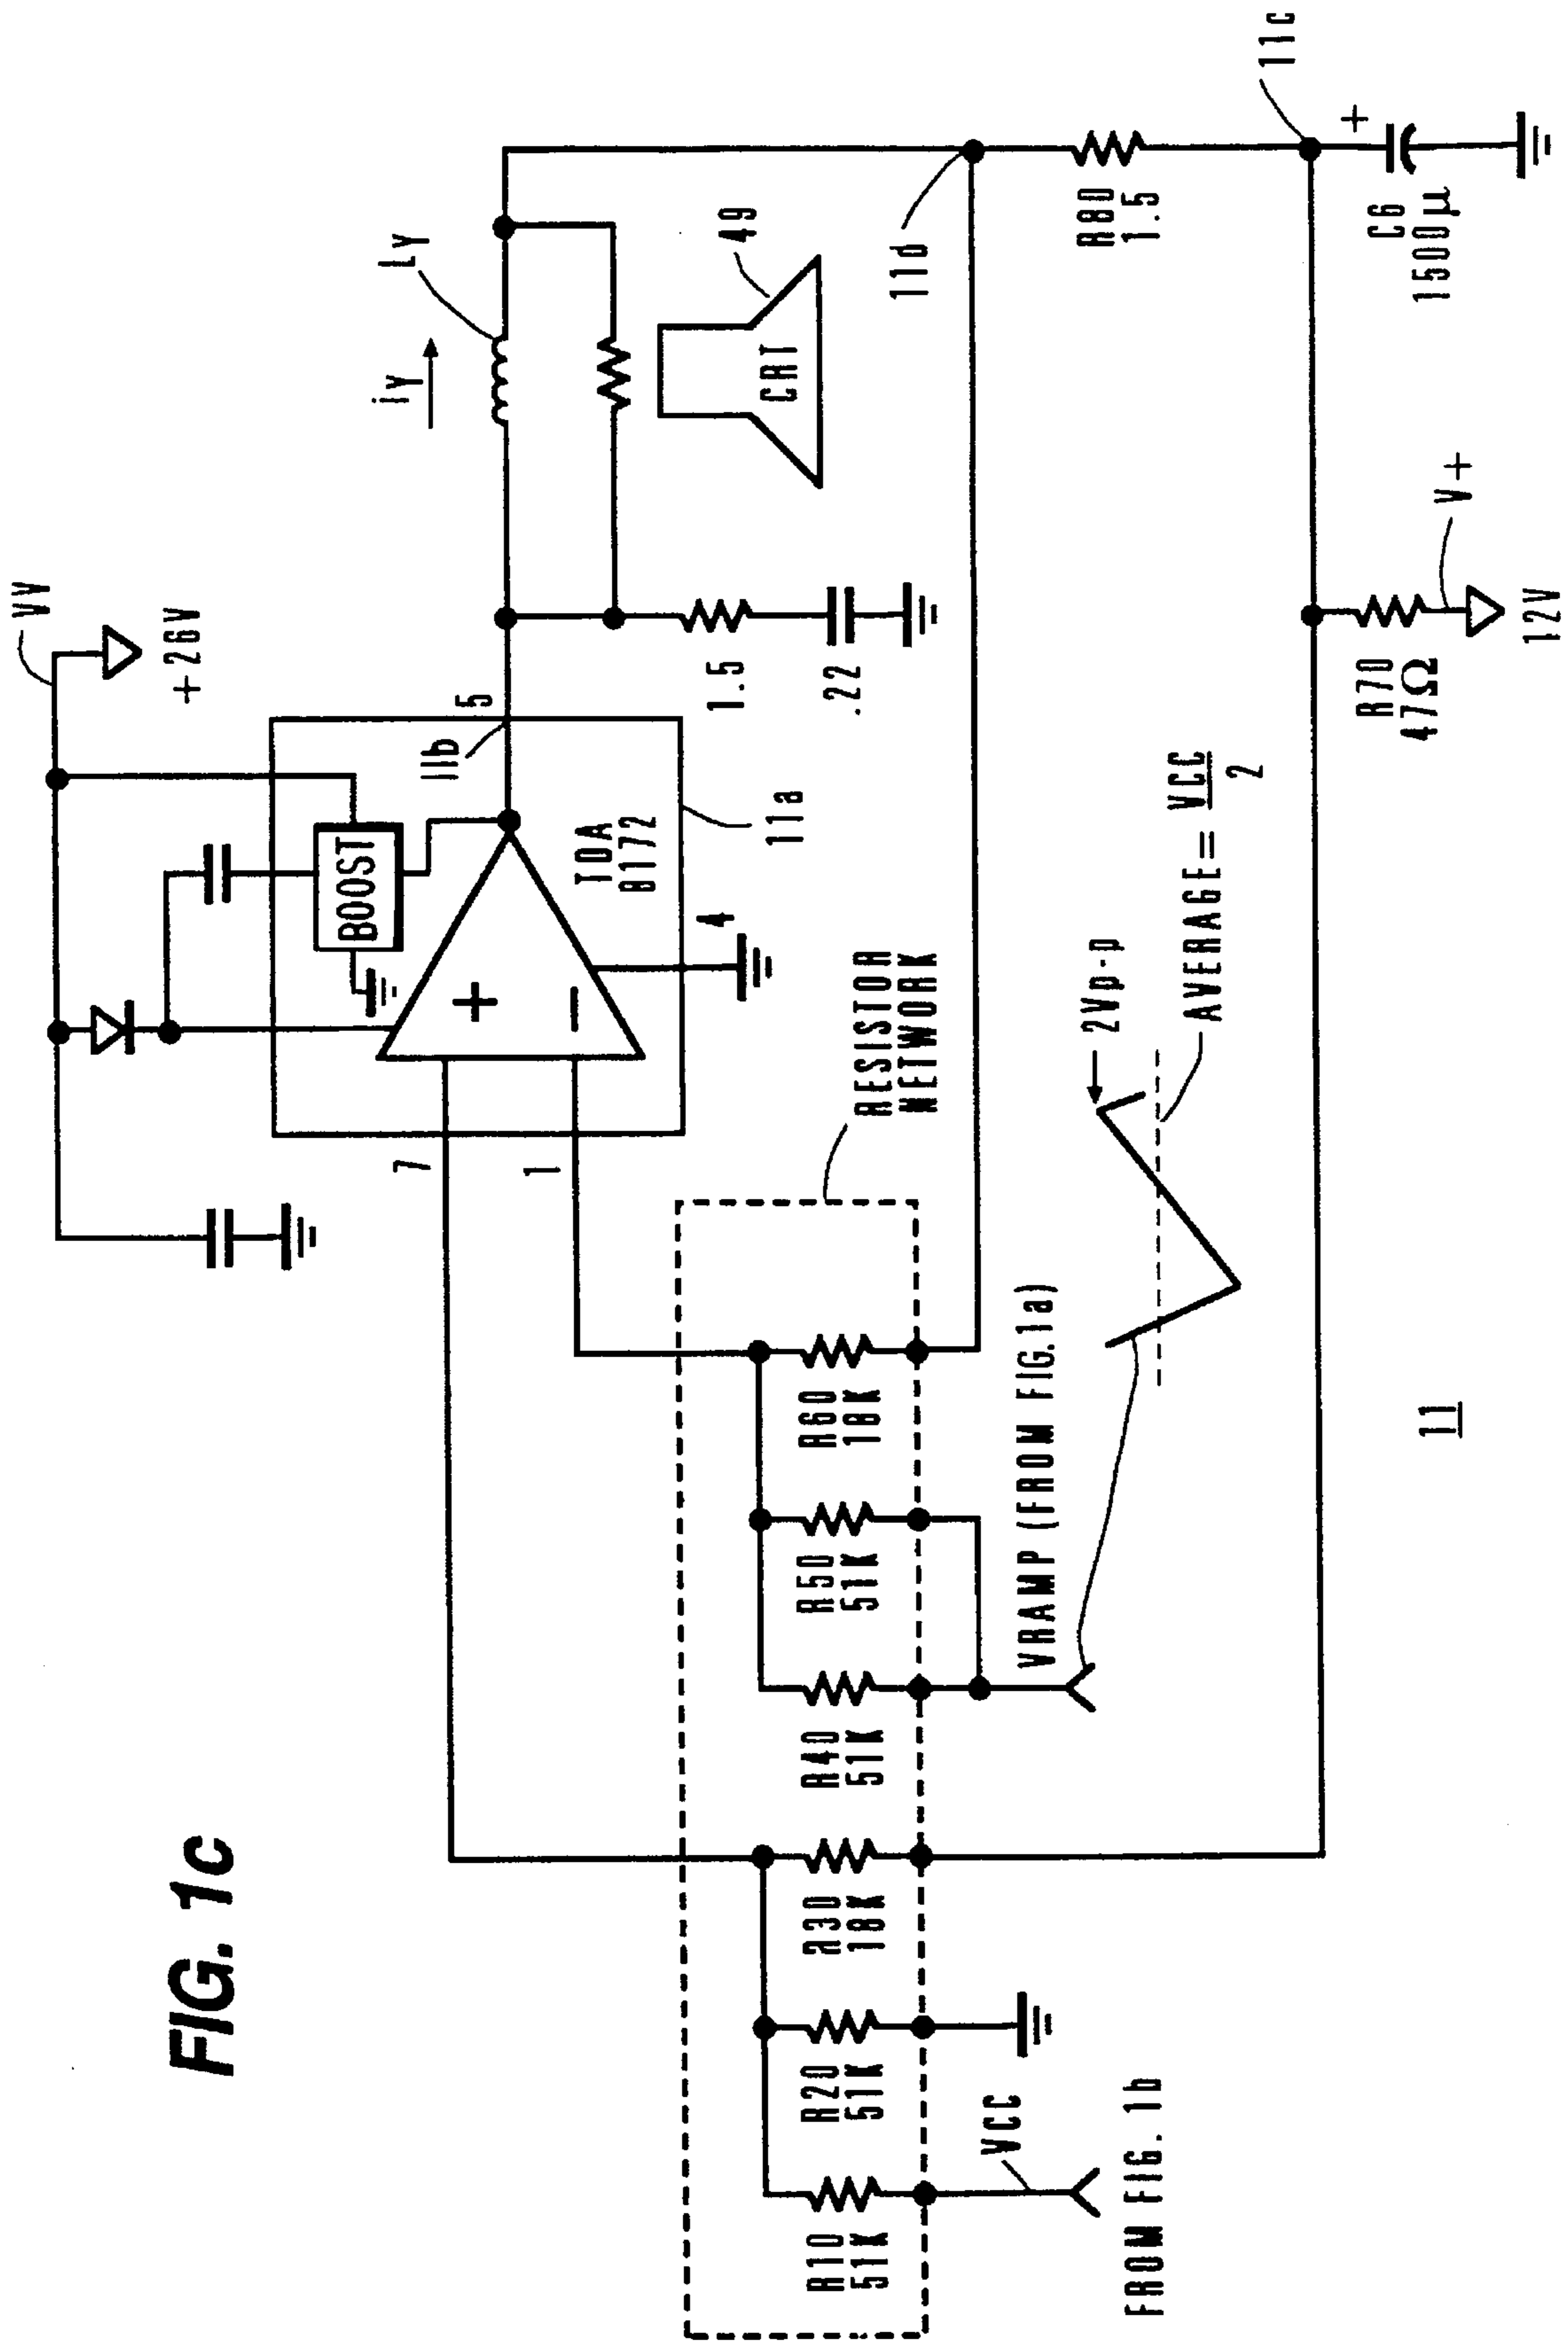 FIG. 1c
VV
+26V
BOOST
+
−
TDA
8172
11a
11b
5
7
1
4
iY
LY
CRT
49
1.5
.22
11d
R80
1.5
11c
+
C6
1500μ
R70
47Ω
V+
12V
RESISTOR
NETWORK
R10
51K
R20
51K
R30
18K
R40
51K
R50
51K
R60
18K
VCC
FROM FIG. 1b
VRAMP (FROM FIG.1a)
2Vp-p
AVERAGE= VCC
2
11